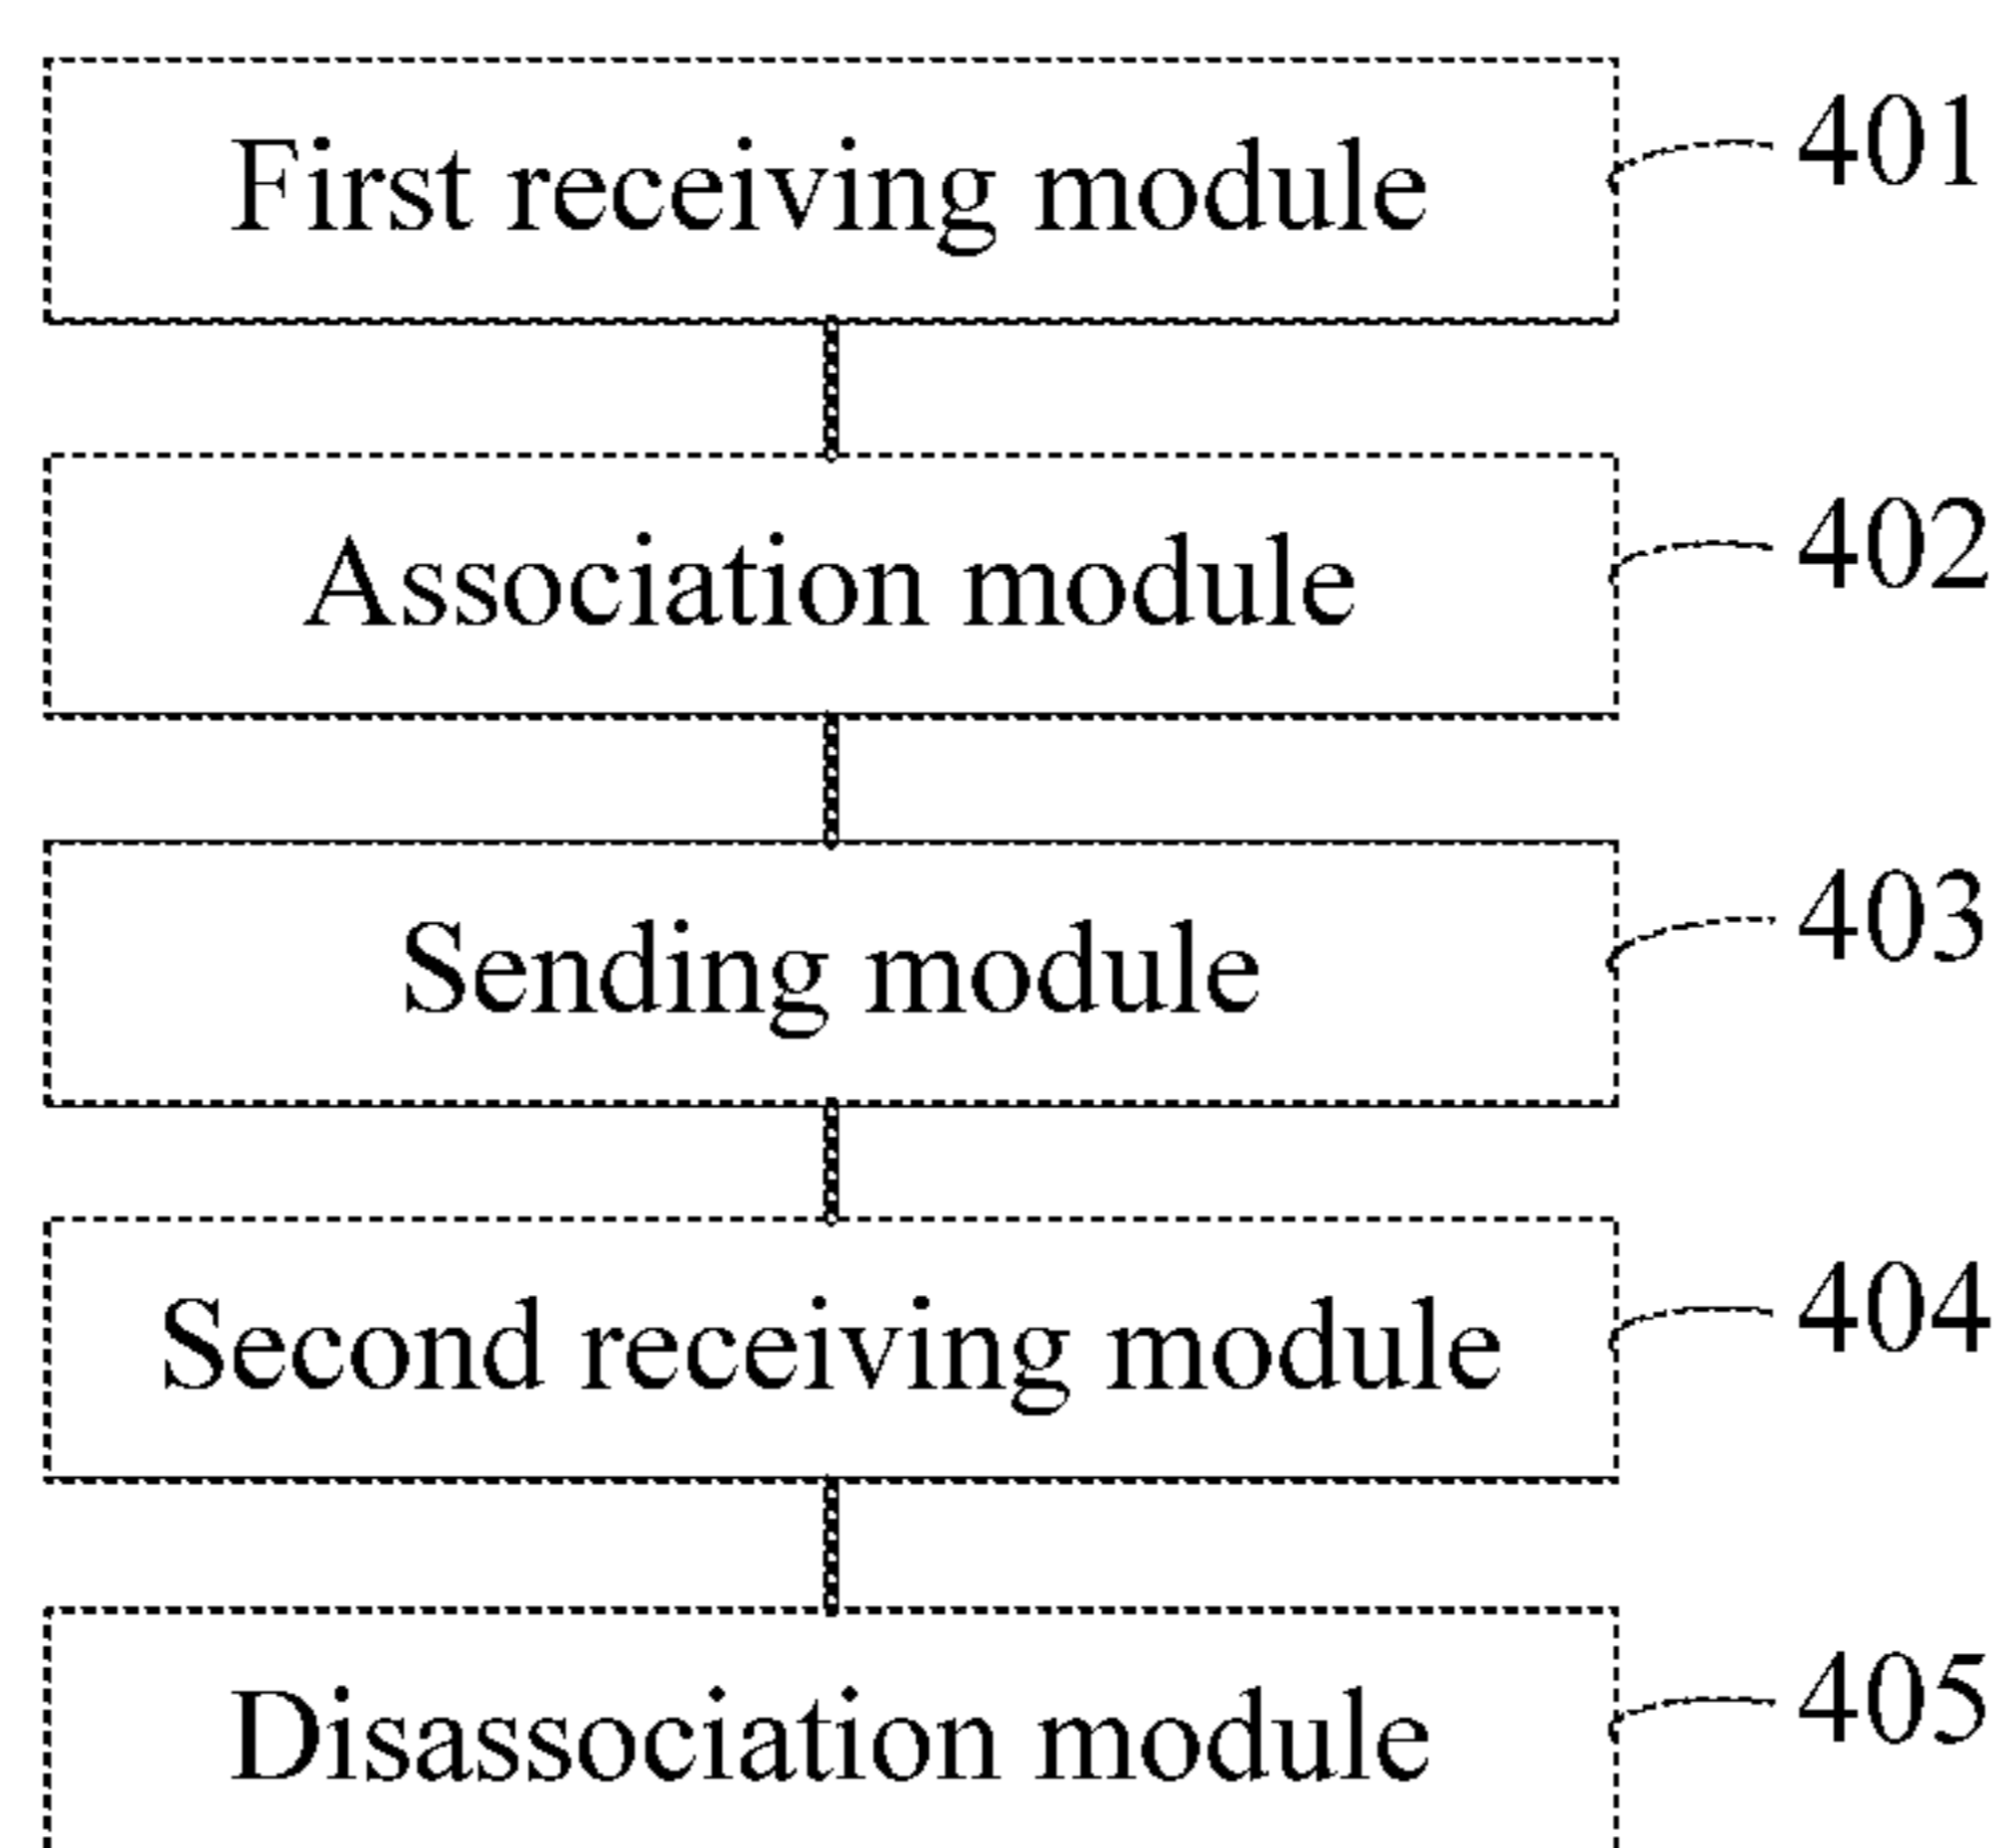 First receiving module 401
Association module 402
Sending module 403
Second receiving module 404
Disassociation module 405